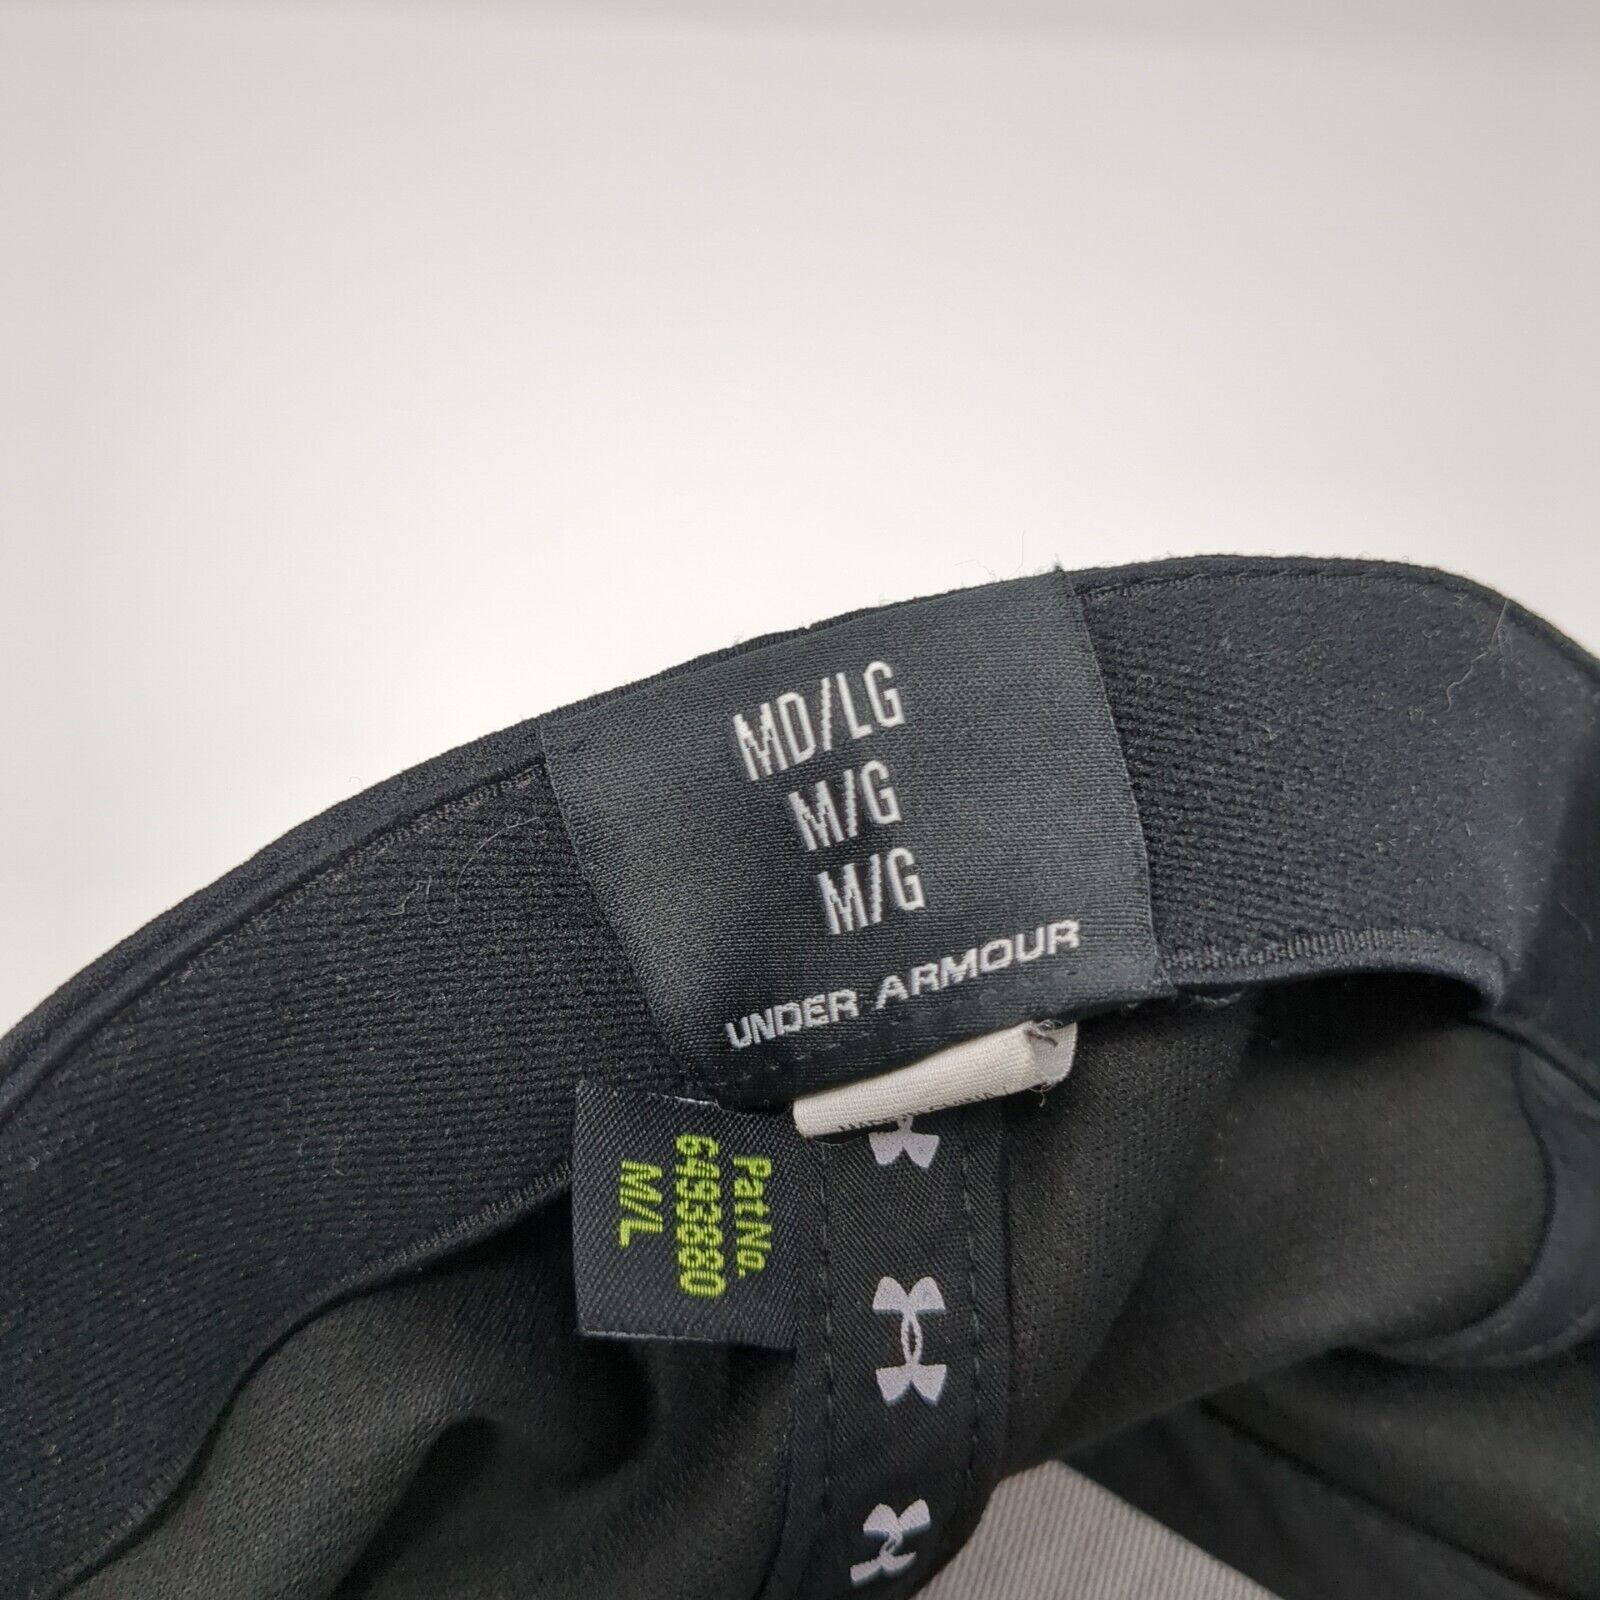 MD/LG
M/G
M/G
UNDER ARMOUR
Pat No.
6493880
M/L